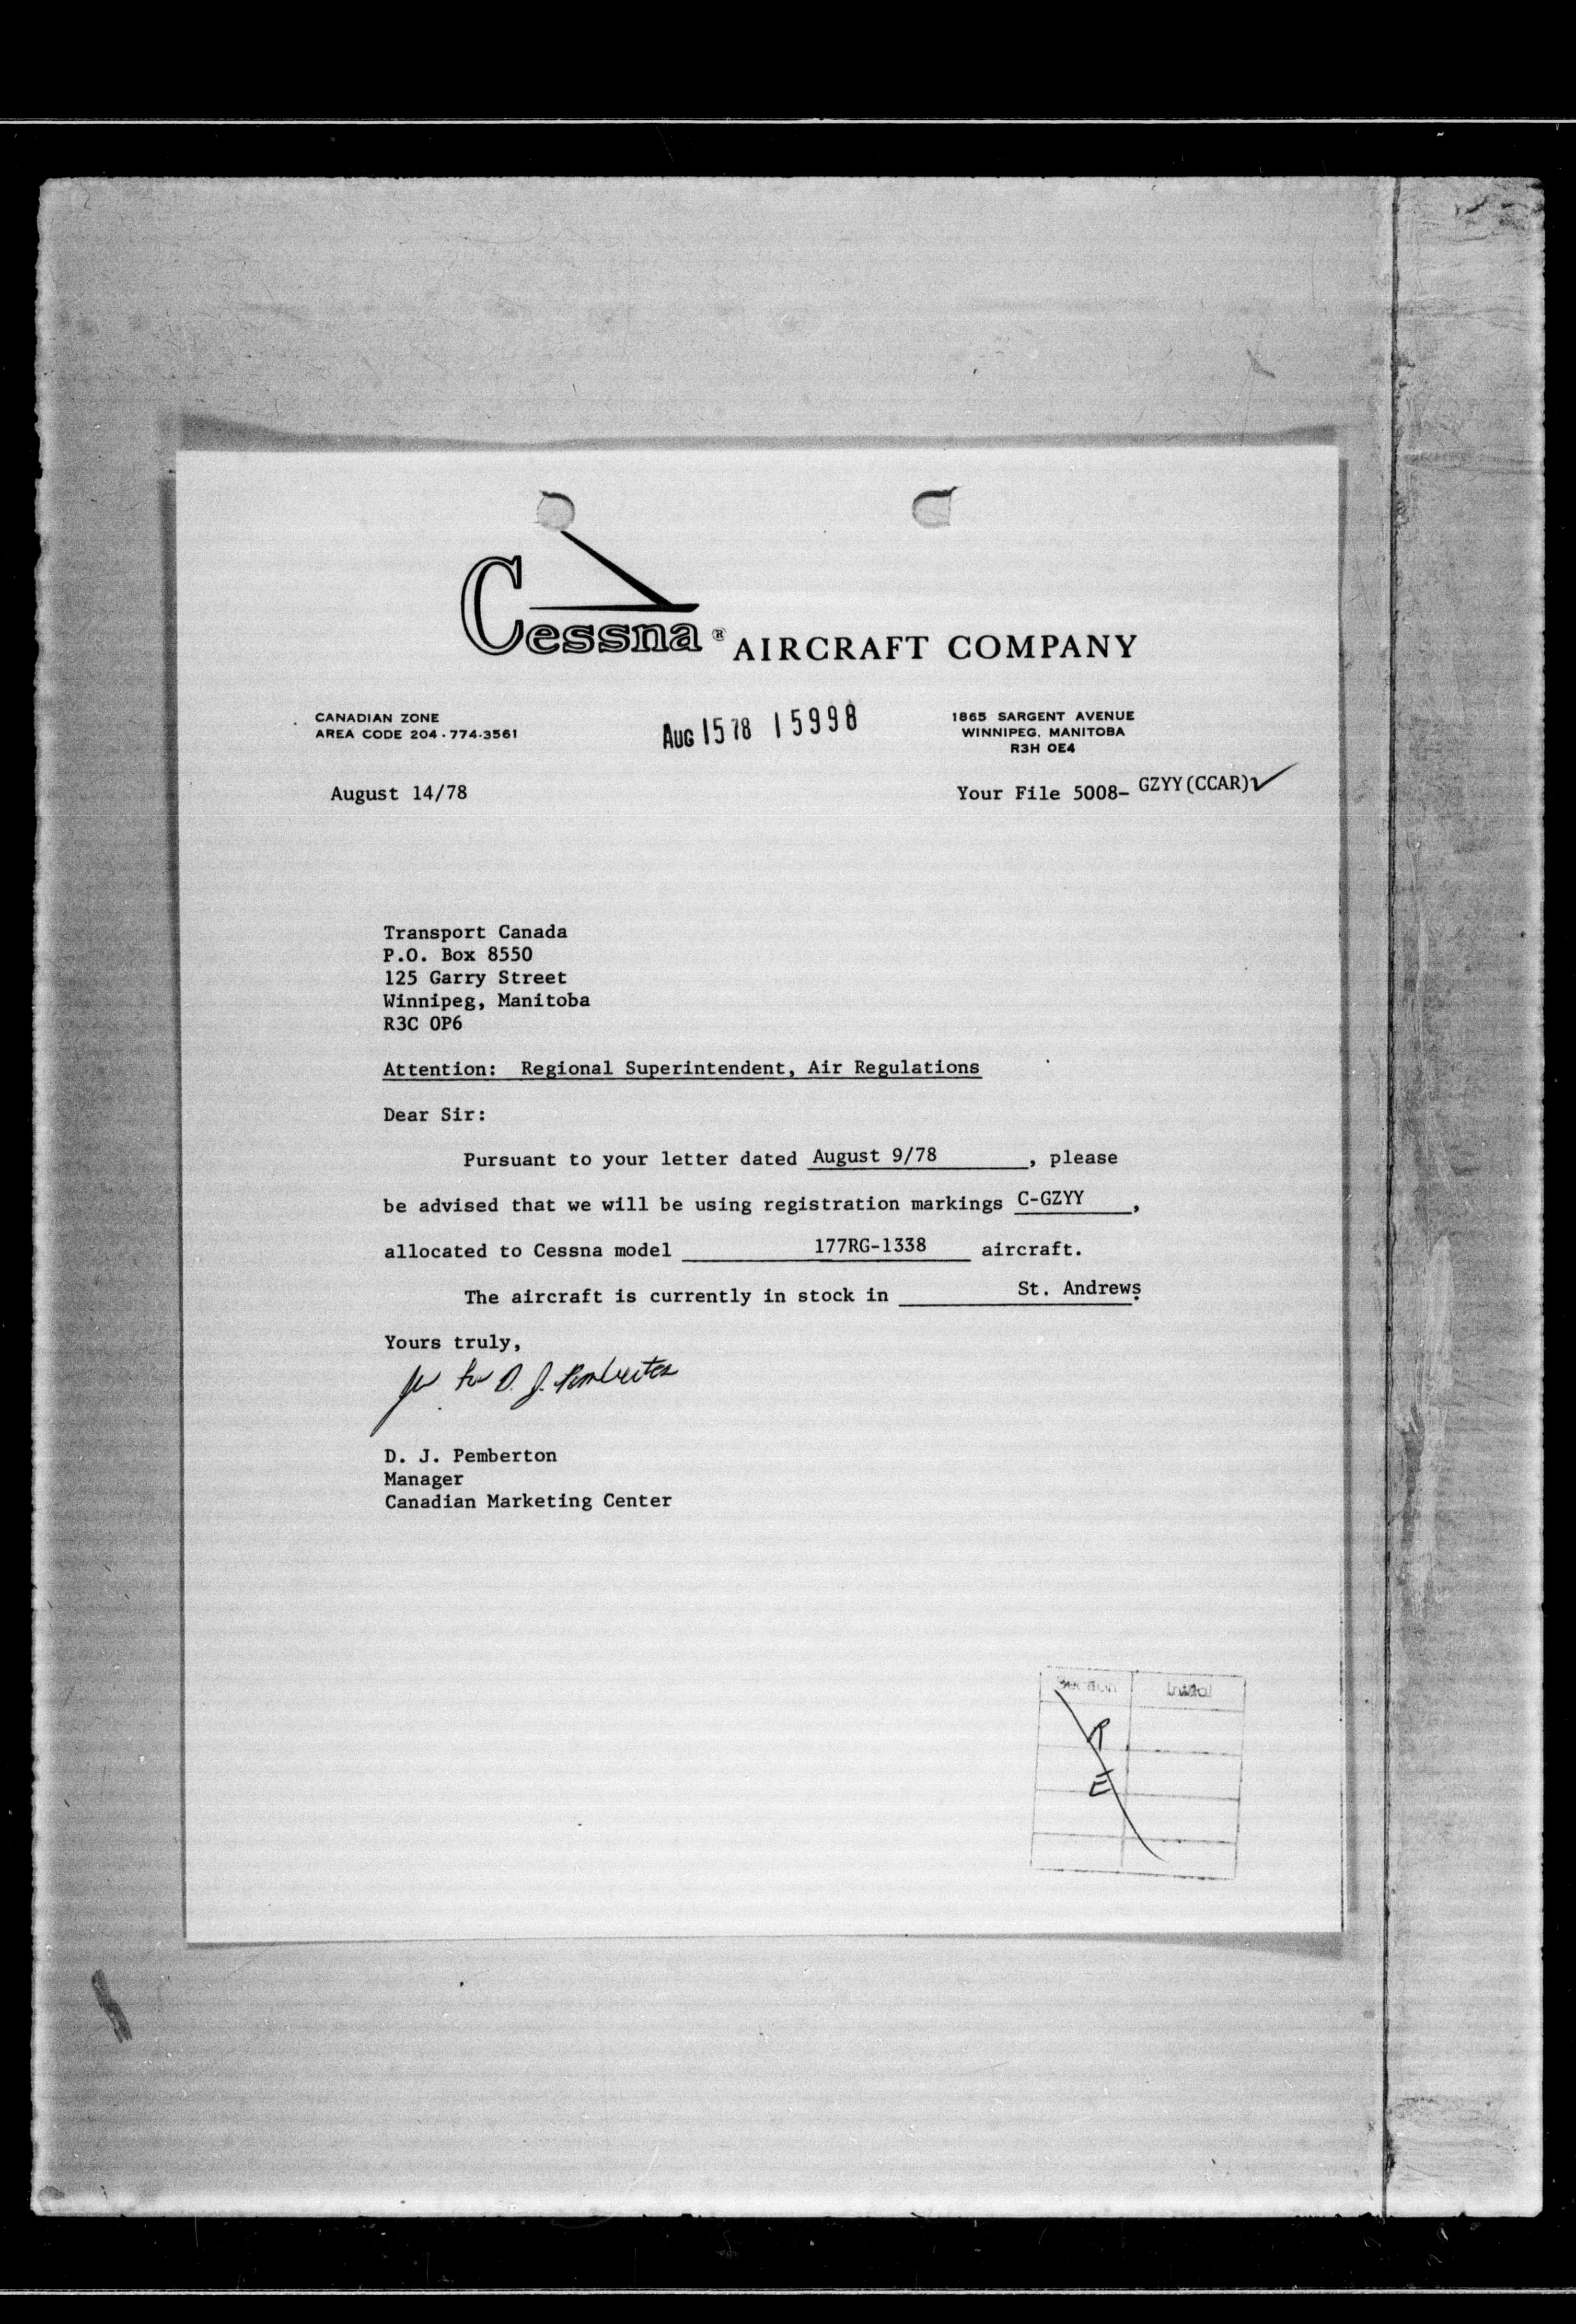 Cessna® AIRCRAFT COMPANY
CANADIAN ZONE
AREA CODE 204-774-3561
AUG 15 78 15998
1865 SARGENT AVENUE
WINNIPEG, MANITOBA
R3H 0E4
August 14/78
Your File 5008- GZYY(CCAR)✓
Transport Canada
P.O. Box 8550
125 Garry Street
Winnipeg, Manitoba
R3C 0P6
Attention: Regional Superintendent, Air Regulations
Dear Sir:
Pursuant to your letter dated August 9/78, please
be advised that we will be using registration markings C-GZYY,
allocated to Cessna model 177RG-1338 aircraft.
The aircraft is currently in stock in St. Andrews.
Yours truly,
D. J. Pemberton
D. J. Pemberton
Manager
Canadian Marketing Center
Section Initial
R
E